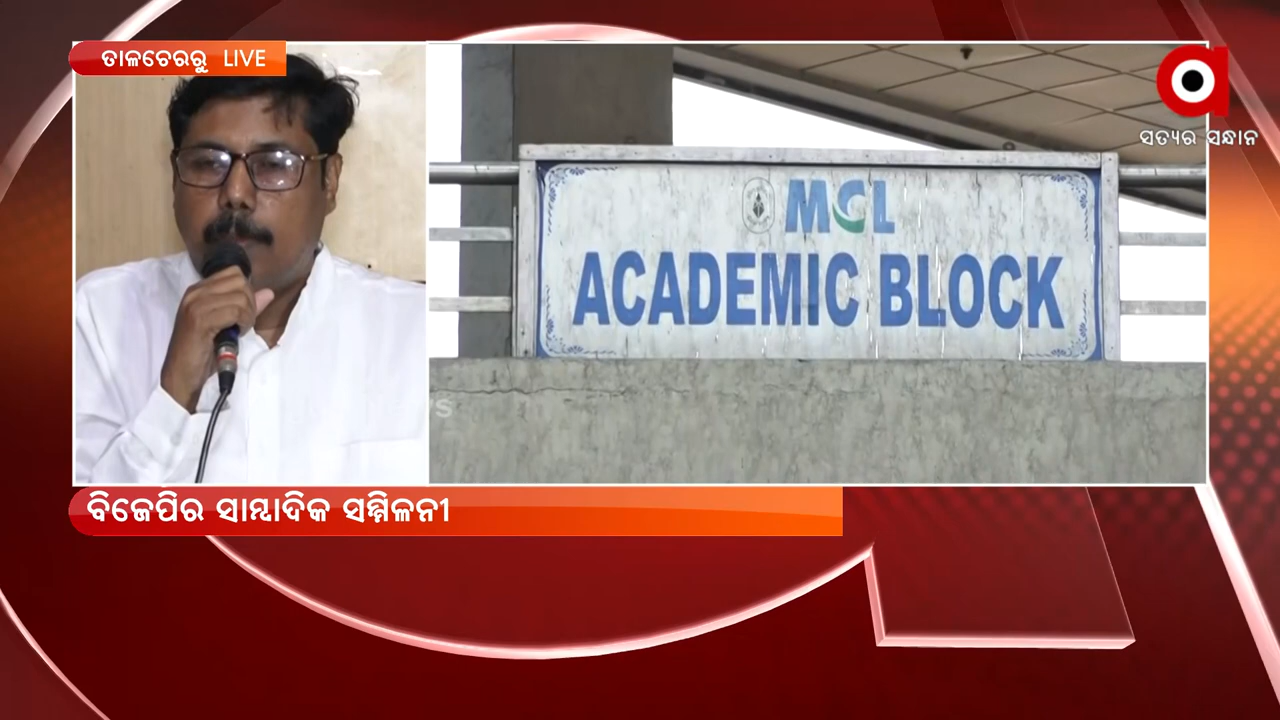 ତାଳଚେରରୁ LIVE
ସତ୍ୟର ସନ୍ଧାନ
MCL
ACADEMIC BLOCK
ବିଜେପିର ସାମ୍ବାଦିକ ସମ୍ମିଳନୀ